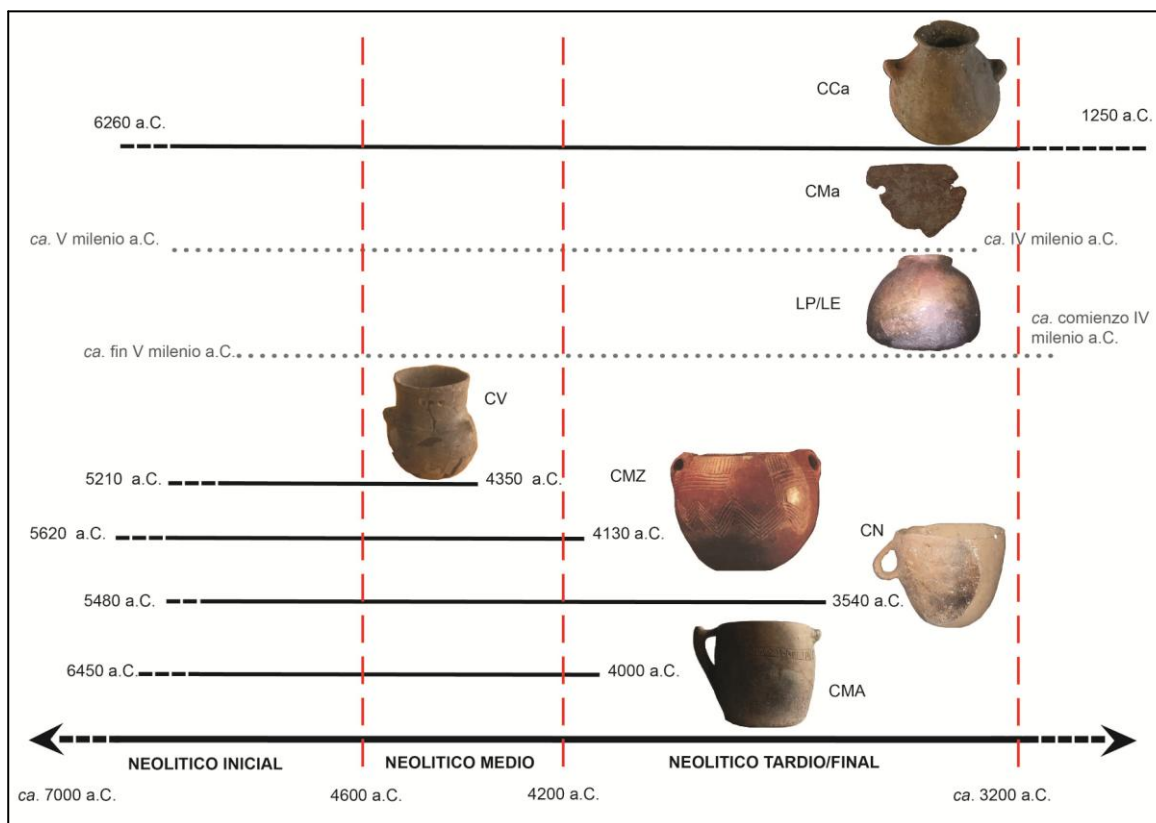 CCa
6260 a.C.
1250 a.C.
CMa
ca. V milenio a.C.
ca. IV milenio a.C.
LP/LE
ca. comienzo IV
milenio a.C.
ca. fin V milenio a.C.
CV
5210 a.C.
4350 a.C.
CMZ
5620 a.C.
4130 a.C.
CN
5480 a.C.
3540 a.C.
6450 a.C.
4000 a.C.
CMA
NEOLITICO INICIAL
NEOLITICO MEDIO
NEOLITICO TARDIO/FINAL
ca. 7000 a.C.
4600 a.C.
4200 a.C.
ca. 3200 a.C.